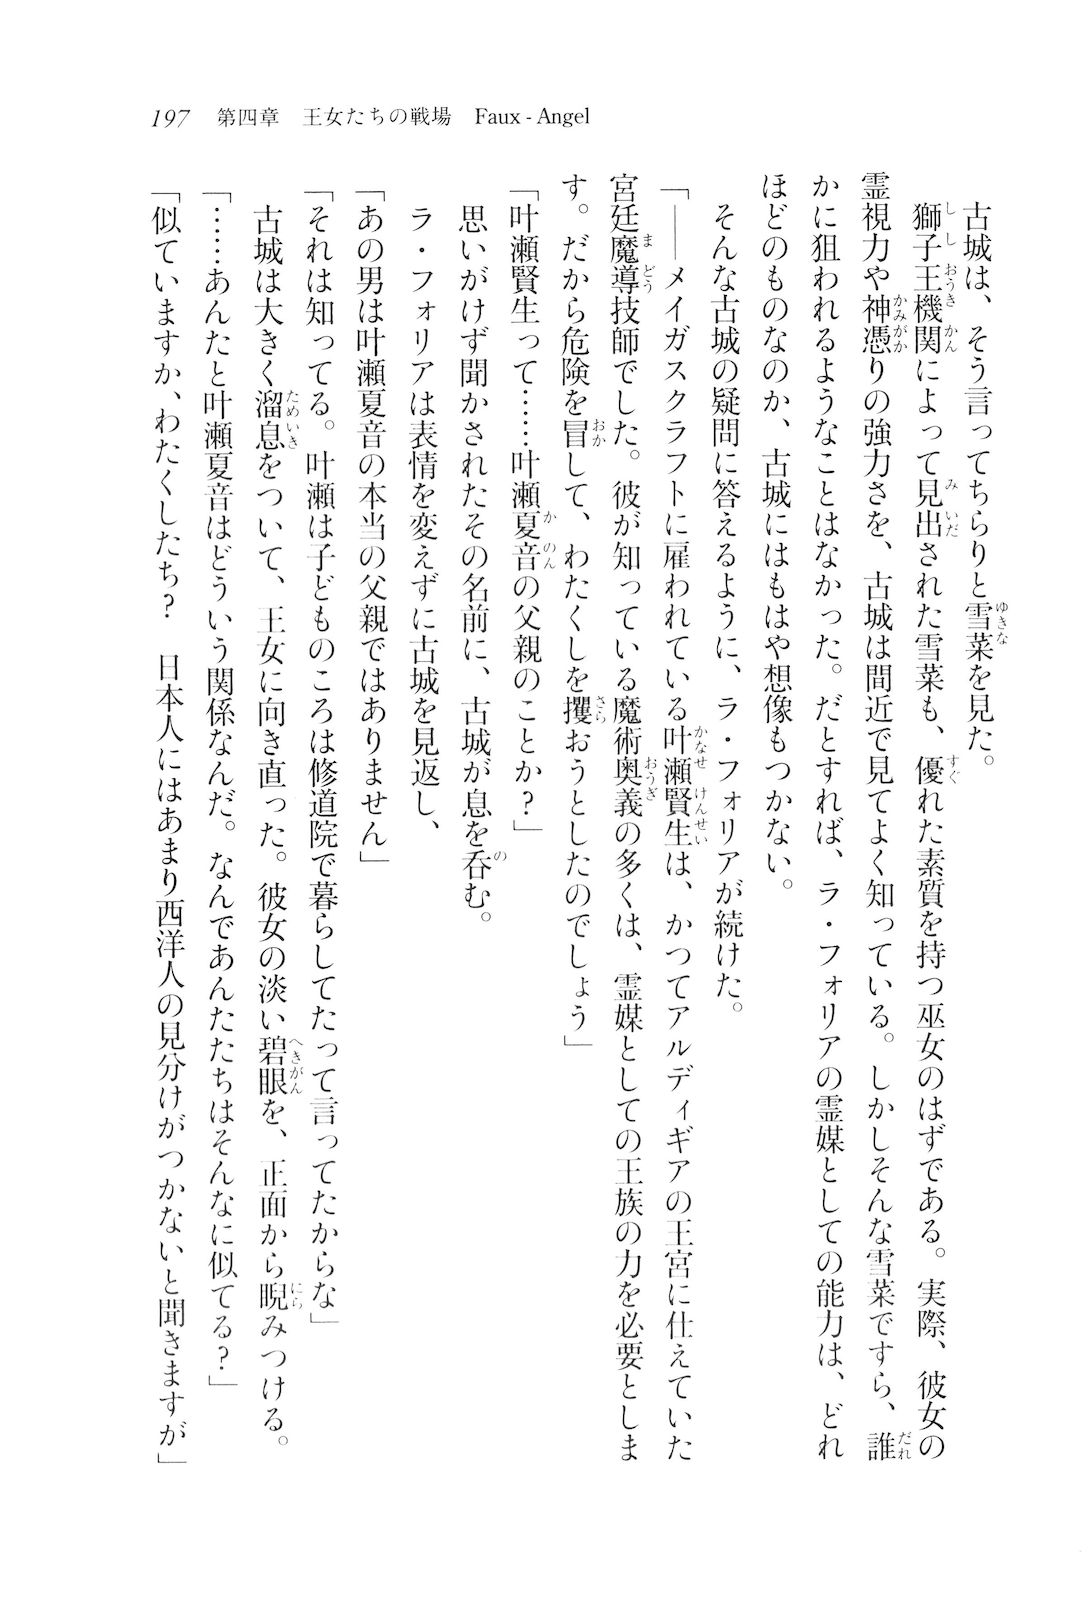 197　第四章　王女たちの戦場　Faux - Angel
古城は、そう言ってちらりと雪菜を見た。
獅子王機関によって見出された雪菜も、優れた素質を持つ巫女のはずである。実際、彼女の
霊視力や神憑りの強力さを、古城は間近で見てよく知っている。しかしそんな雪菜ですら、誰
かに狙われるようなことはなかった。だとすれば、ラ・フォリアの霊媒としての能力は、どれ
ほどのものなのか、古城にはもはや想像もつかない。
そんな古城の疑問に答えるように、ラ・フォリアが続けた。
「――メイガスクラフトに雇われている叶瀬賢生は、かつてアルディギアの王宮に仕えていた
宮廷魔導技師でした。彼が知っている魔術奥義の多くは、霊媒としての王族の力を必要としま
す。だから危険を冒して、わたくしを攫おうとしたのでしょう」
「叶瀬賢生って……叶瀬夏音の父親のことか？」
思いがけず聞かされたその名前に、古城が息を呑む。
ラ・フォリアは表情を変えずに古城を見返し、
「あの男は叶瀬夏音の本当の父親ではありません」
「それは知ってる。叶瀬は子どものころは修道院で暮らしてたって言ってたからな」
古城は大きく溜息をついて、王女に向き直った。彼女の淡い碧眼を、正面から睨みつける。
「……あんたと叶瀬夏音はどういう関係なんだ。なんであんたたちはそんなに似てる？」
「似ていますか、わたくしたち？　日本人にはあまり西洋人の見分けがつかないと聞きますが」